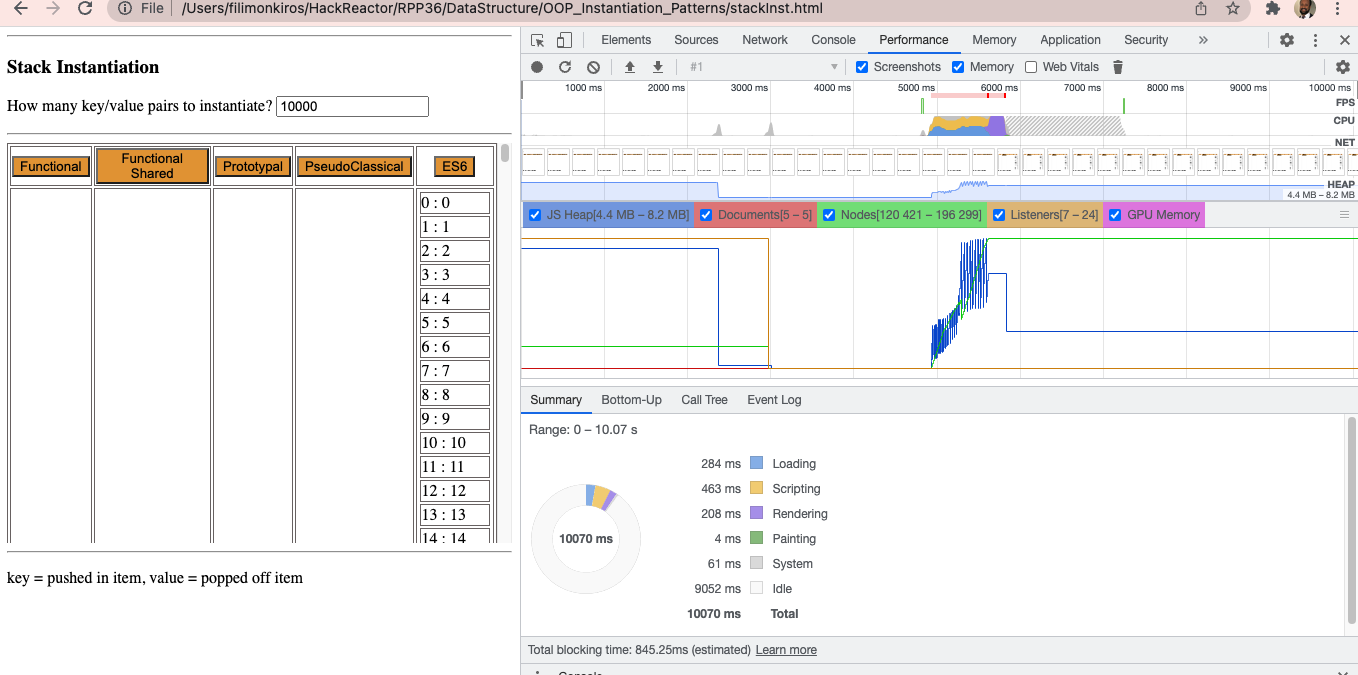 File /Users/filimonkiros/HackReactor/RPP36/DataStructure/OOP_Instantiation_Patterns/stackInst.html
Stack Instantiation
How many key/value pairs to instantiate? 10000
Functional Functional Shared Prototypal PseudoClassical ES6
0 : 0
1 : 1
2 : 2
3 : 3
4 : 4
5 : 5
6 : 6
7 : 7
8 : 8
9 : 9
10 : 10
11 : 11
12 : 12
13 : 13
14 : 14
key = pushed in item, value = popped off item
Elements Sources Network Console Performance Memory Application Security »
#1 Screenshots Memory Web Vitals
1000 ms 2000 ms 3000 ms 4000 ms 5000 ms 6000 ms 7000 ms 8000 ms 9000 ms 10000 ms
FPS
CPU
NET
HEAP
4.4 MB – 8.2 MB
JS Heap[4.4 MB – 8.2 MB] Documents[5 – 5] Nodes[120 421 – 196 299] Listeners[7 – 24] GPU Memory
Summary Bottom-Up Call Tree Event Log
Range: 0 – 10.07 s
284 ms Loading
463 ms Scripting
208 ms Rendering
4 ms Painting
61 ms System
9052 ms Idle
10070 ms Total
10070 ms
Total blocking time: 845.25ms (estimated) Learn more
Console